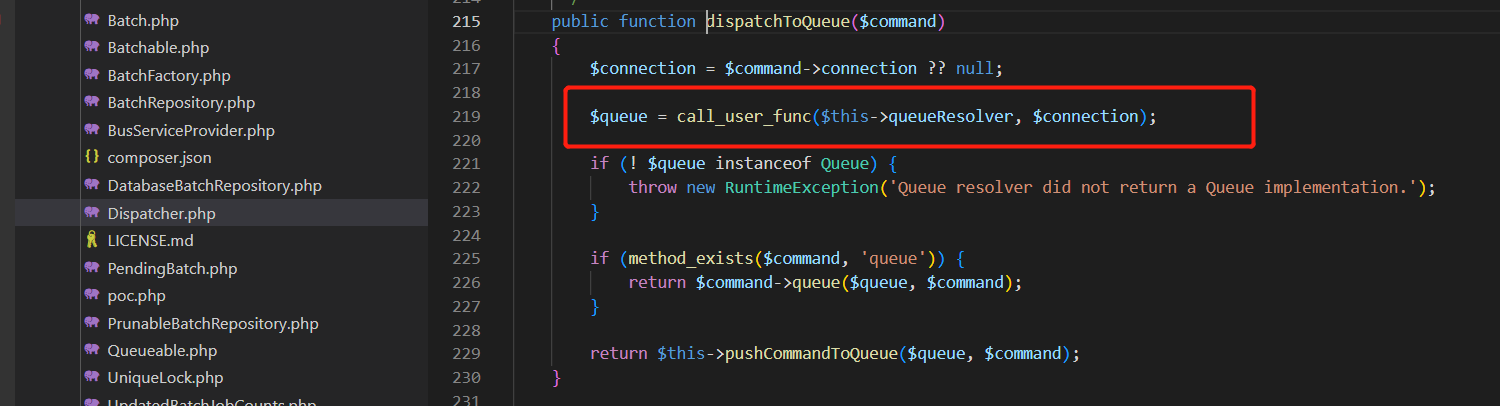 Batch.php
Batchable.php
BatchFactory.php
BatchRepository.php
BusServiceProvider.php
{} composer.json
DatabaseBatchRepository.php
Dispatcher.php
LICENSE.md
PendingBatch.php
poc.php
PrunableBatchRepository.php
Queueable.php
UniqueLock.php
UpdatedBatchJobCounts.php
214 */
215 public function dispatchToQueue($command)
216 {
217 $connection = $command->connection ?? null;
218
219 $queue = call_user_func($this->queueResolver, $connection);
220
221 if (! $queue instanceof Queue) {
222 throw new RuntimeException('Queue resolver did not return a Queue implementation.');
223 }
224
225 if (method_exists($command, 'queue')) {
226 return $command->queue($queue, $command);
227 }
228
229 return $this->pushCommandToQueue($queue, $command);
230 }
231